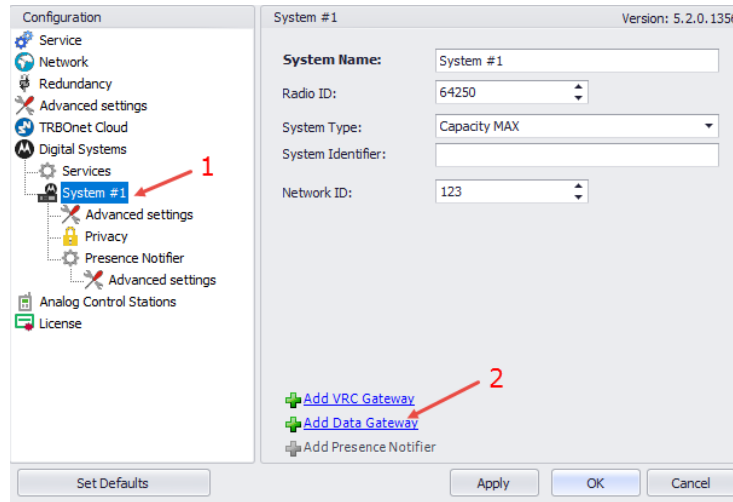 Configuration
Service
Network
Redundancy
Advanced settings
TRBOnet Cloud
Digital Systems
Services
1
System #1
Advanced settings
Privacy
Presence Notifier
Advanced settings
Analog Control Stations
License
System #1 Version: 5.2.0.1356
System Name: System #1
Radio ID: 64250
System Type: Capacity MAX
System Identifier:
Network ID: 123
2
Add VRC Gateway
Add Data Gateway
Add Presence Notifier
Set Defaults Apply OK Cancel